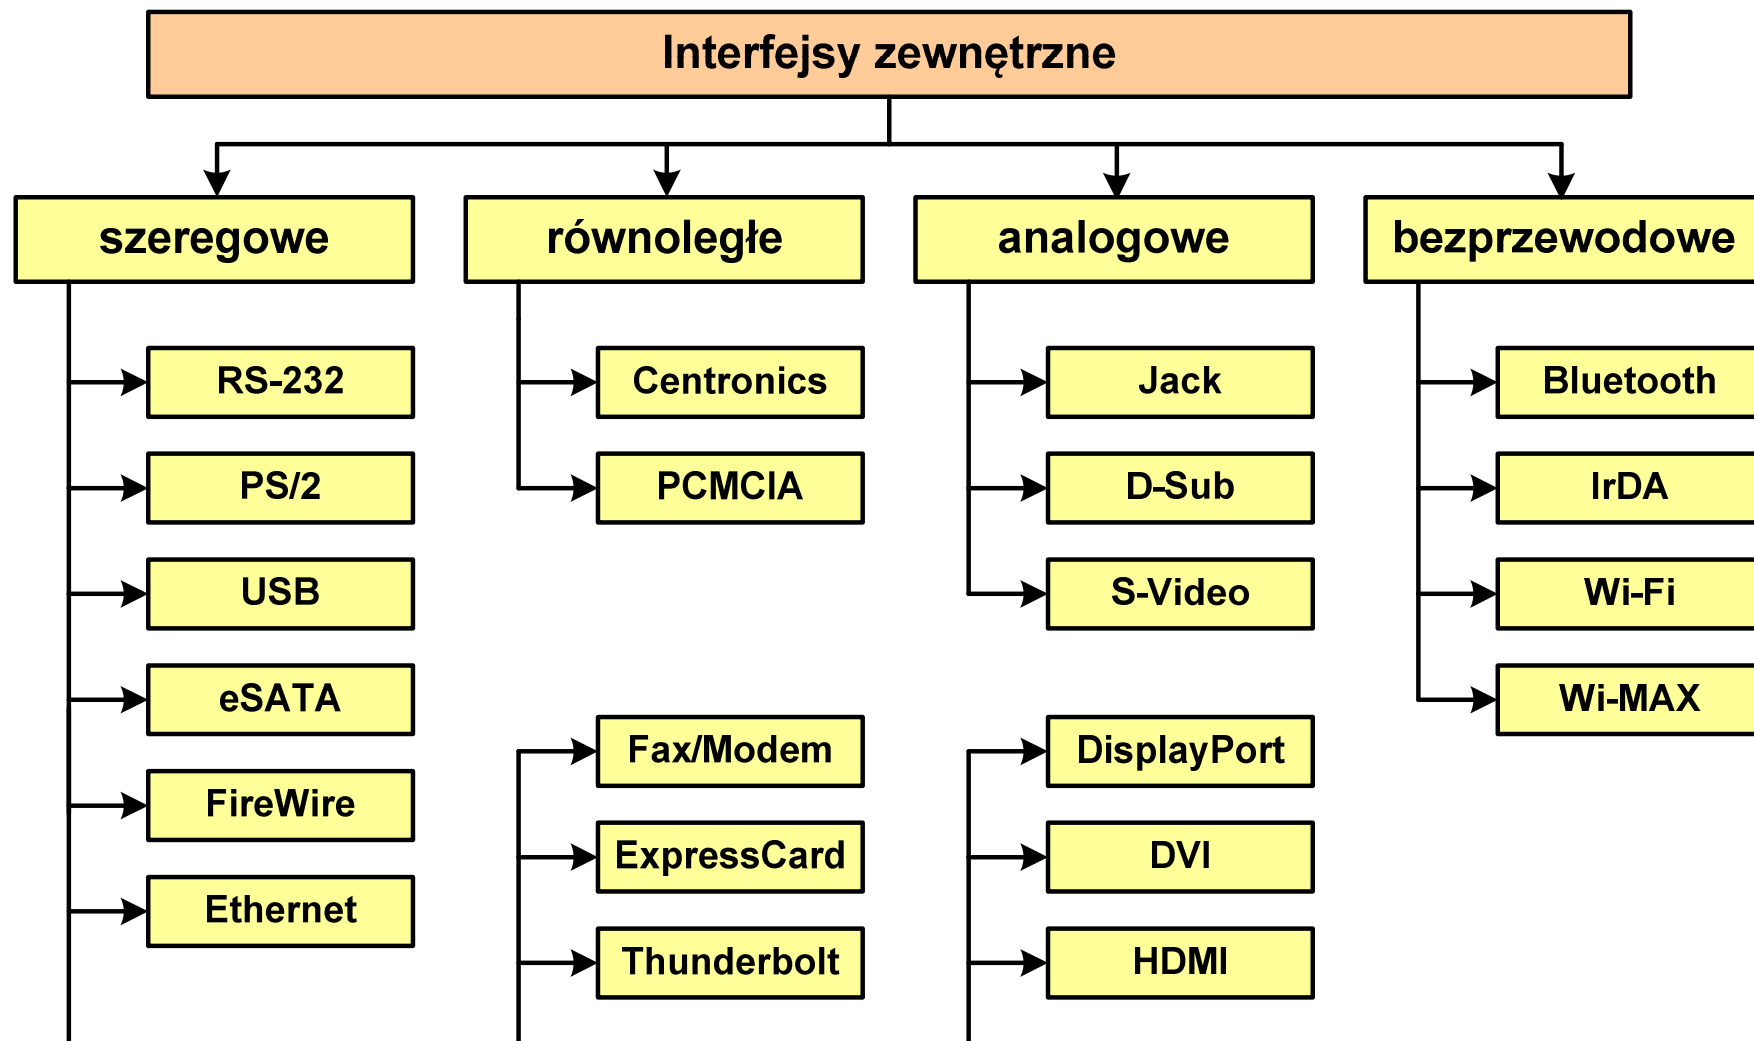 Interfejsy zewnętrzne
szeregowe
równoległe
analogowe
bezprzewodowe
RS-232
PS/2
USB
eSATA
FireWire
Ethernet
Centronics
PCMCIA
Fax/Modem
ExpressCard
Thunderbolt
Jack
D-Sub
S-Video
DisplayPort
DVI
HDMI
Bluetooth
IrDA
Wi-Fi
Wi-MAX